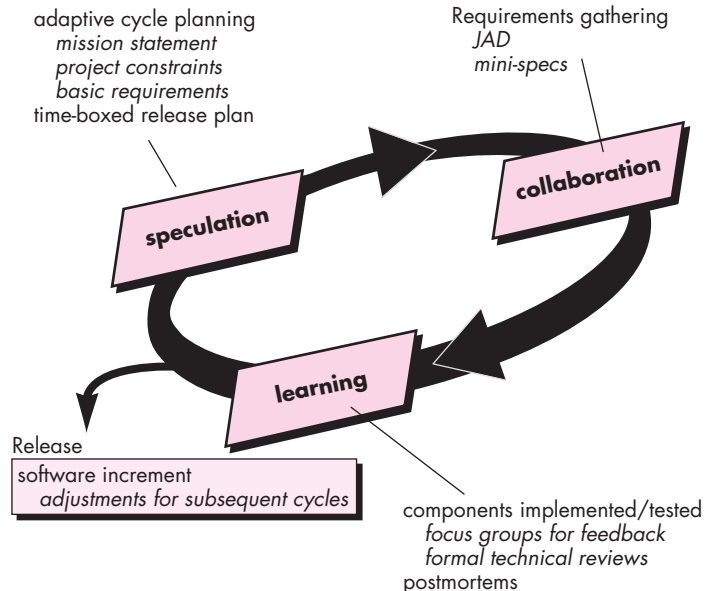 adaptive cycle planning
mission statement
project constraints
basic requirements
time-boxed release plan
Requirements gathering
JAD
mini-specs
speculation
collaboration
learning
Release
software increment
adjustments for subsequent cycles
components implemented/tested
focus groups for feedback
formal technical reviews
postmortems